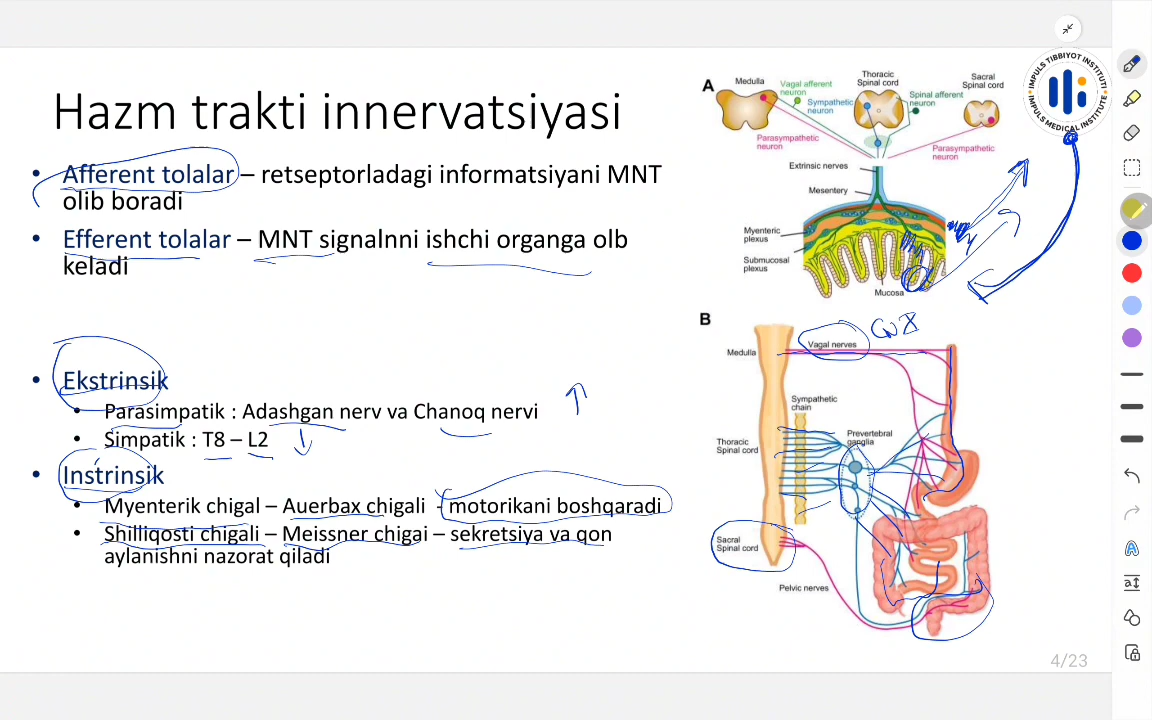 Hazm trakti innervatsiyasi
• Afferent tolalar – retseptorladagi informatsiyani MNT
olib boradi
• Efferent tolalar – MNT signalnni ishchi organga olb
keladi
• Ekstrinsik
• Parasimpatik : Adashgan nerv va Chanoq nervi
• Simpatik : T8 – L2
• Instrinsik
• Myenterik chigal – Auerbax chigali - motorikani boshqaradi
• Shilliqosti chigali – Meissner chigai – sekretsiya va qon
aylanishni nazorat qiladi
A
Medulla
Vagal afferent
neuron
Sympathetic
neuron
Thoracic
Spinal cord
Spinal afferent
neuron
Sacral
Spinal cord
Parasympathetic
neuron
Parasympathetic
neuron
Extrinsic nerves
Mesentery
Myenteric
plexus
Submucosal
plexus
Mucosa
IMPULS TIBBIYOT INSTITUTI
IMPULS MEDICAL INSTITUTE
B
Vagal nerves
CN X
Medulla
Sympathetic
chain
Prevertebral
ganglia
Thoracic
Spinal cord
Sacral
Spinal cord
Pelvic nerves
4/23